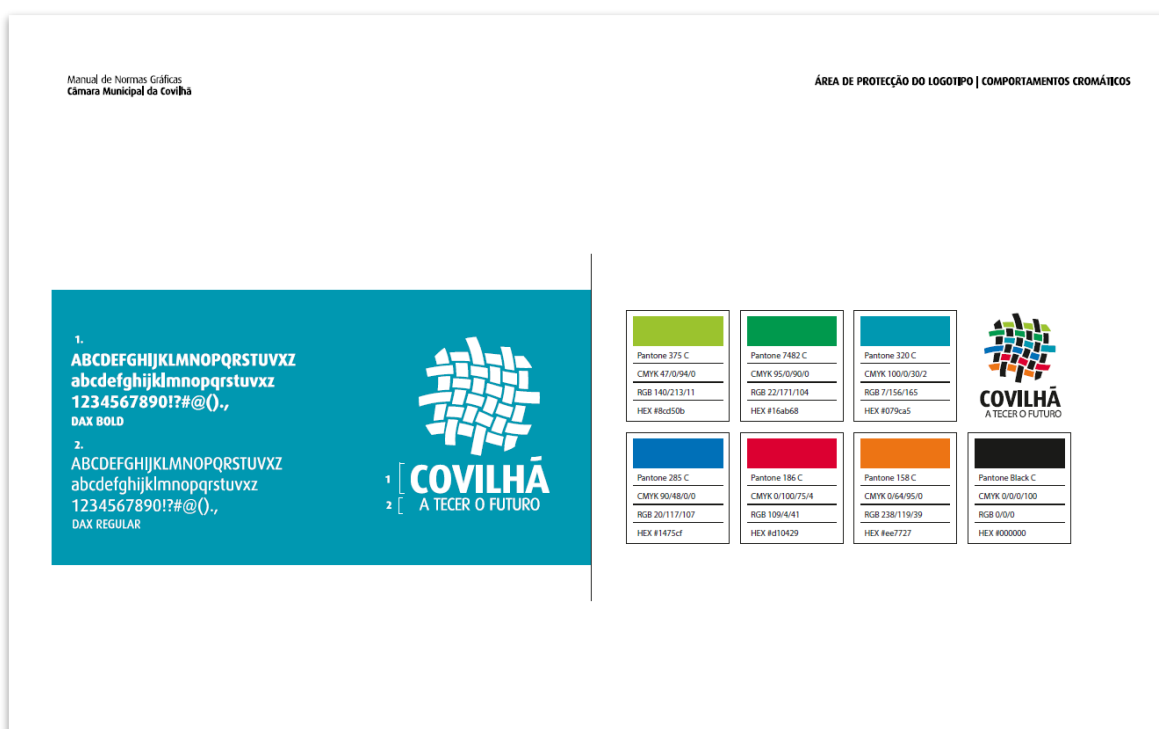 Manual de Normas Gráficas
Câmara Municipal da Covilhã
ÁREA DE PROTECÇÃO DO LOGOTIPO | COMPORTAMENTOS CROMÁTICOS
1.
ABCDEFGHIJKLMNOPQRSTUVXZ
abcdefghijklmnopqrstuvxz
1234567890!?#@().,
DAX BOLD
2.
ABCDEFGHIJKLMNOPQRSTUVXZ
abcdefghijklmnopqrstuvxz
1234567890!?#@().,
DAX REGULAR
1
COVILHÃ
2
A TECER O FUTURO
Pantone 375 C
CMYK 47/0/94/0
RGB 140/213/11
HEX #8cd50b
Pantone 7482 C
CMYK 95/0/90/0
RGB 22/171/104
HEX #16ab68
Pantone 320 C
CMYK 100/0/30/2
RGB 7/156/165
HEX #079ca5
COVILHÃ
A TECER O FUTURO
Pantone 285 C
CMYK 90/48/0/0
RGB 20/117/107
HEX #1475cf
Pantone 186 C
CMYK 0/100/75/4
RGB 109/4/41
HEX #d10429
Pantone 158 C
CMYK 0/64/95/0
RGB 238/119/39
HEX #ee7727
Pantone Black C
CMYK 0/0/0/100
RGB 0/0/0
HEX #000000